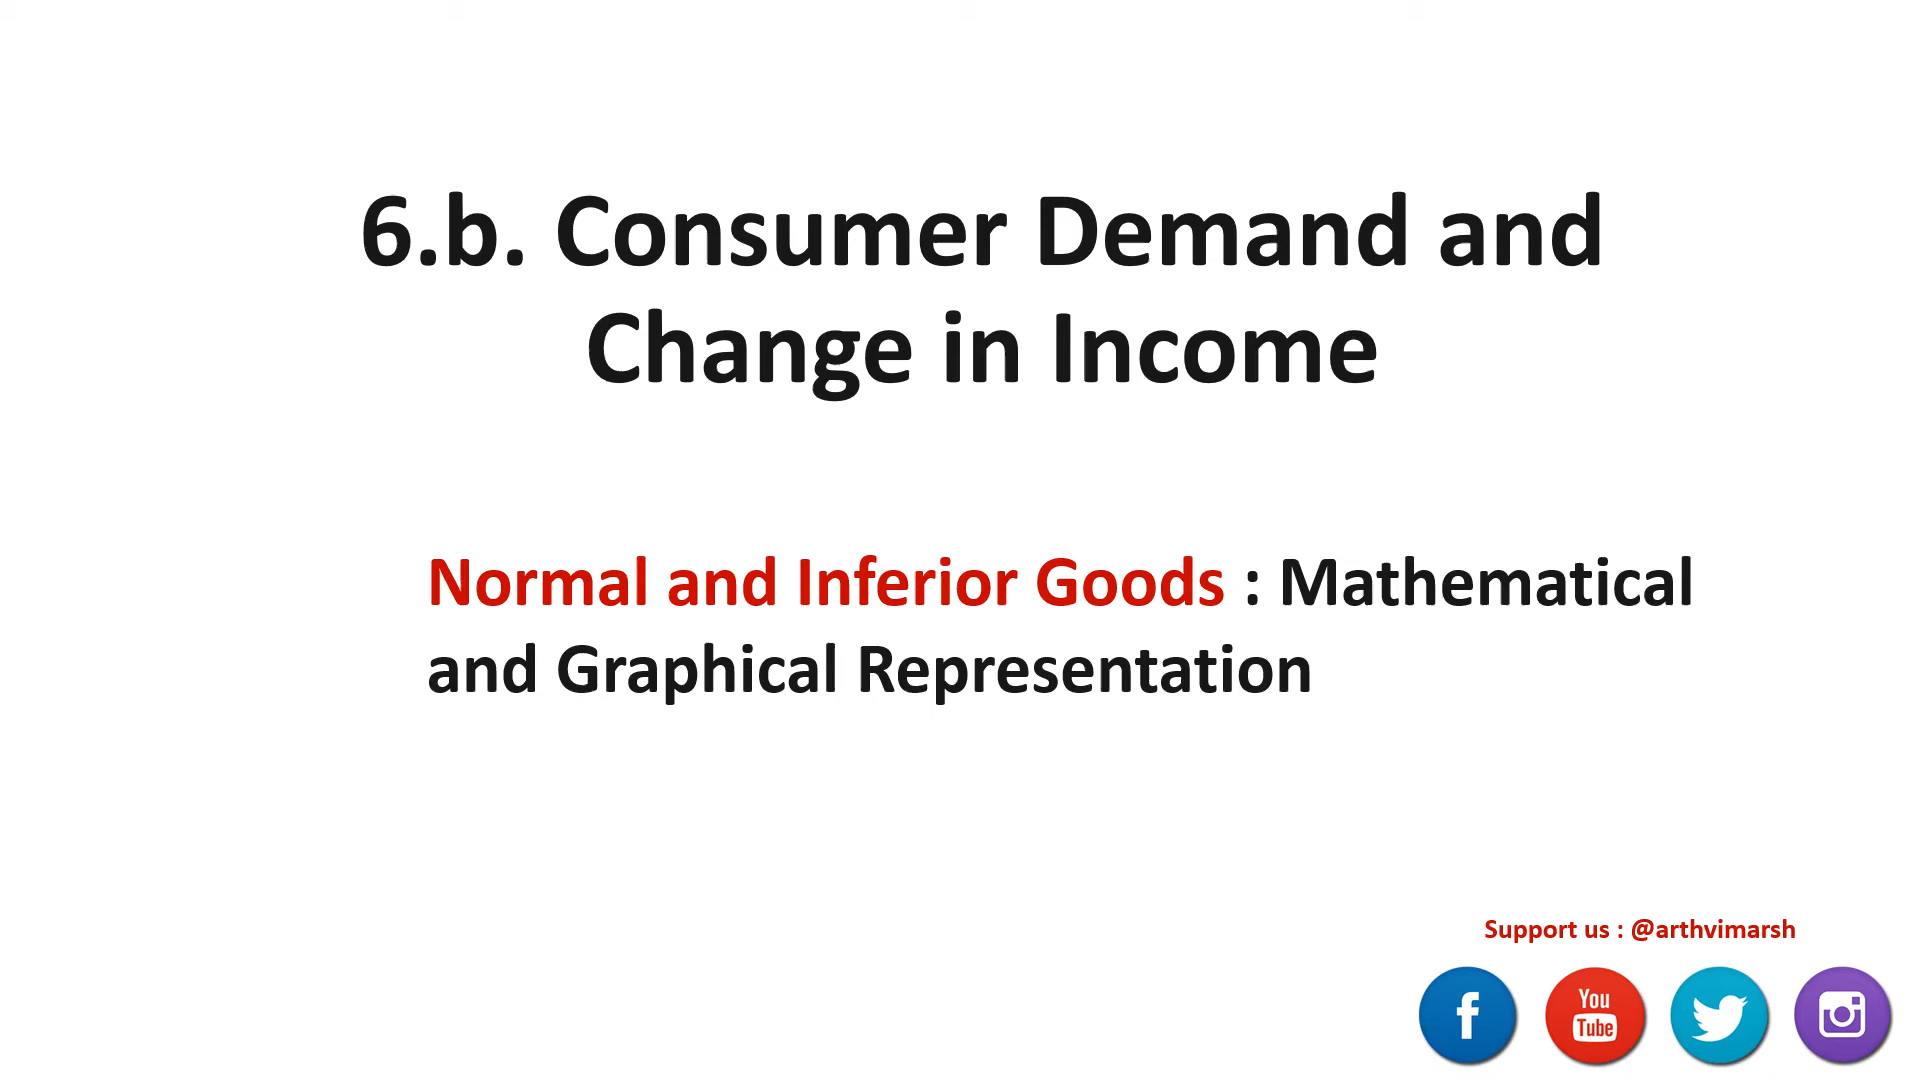 6.b. Consumer Demand and
Change in Income
Normal and Inferior Goods : Mathematical
and Graphical Representation
Support us : @arthvimarsh
f
You
Tube